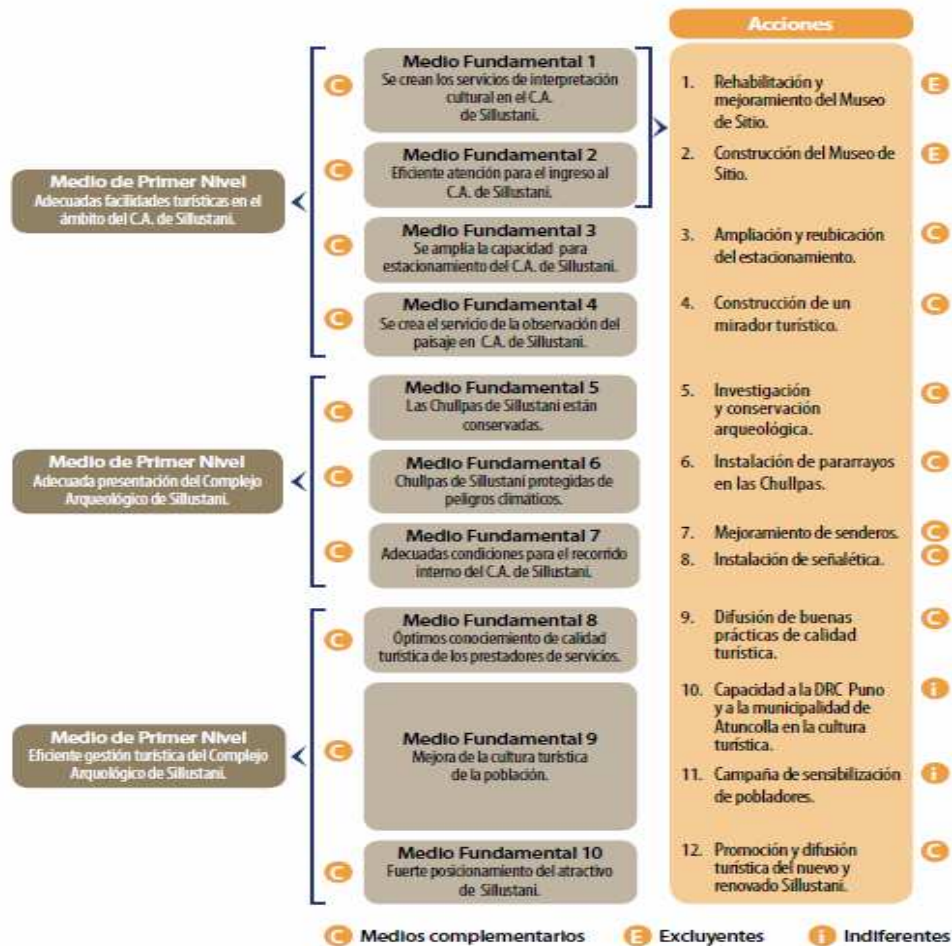 Acciones
Medio de Primer Nivel
Adecuadas facilidades turísticas en el
ámbito del C.A. de Sillustani.
C
Medio Fundamental 1
Se crean los servicios de interpretación
cultural en el C.A.
de Sillustani.
C
Medio Fundamental 2
Eficiente atención para el ingreso al
C.A. de Sillustani.
C
Medio Fundamental 3
Se amplía la capacidad para
estacionamiento del C.A. de Sillustani.
C
Medio Fundamental 4
Se crea el servicio de la observación del
paisaje en C.A. de Sillustani.
1. Rehabilitación y
mejoramiento del Museo
de Sitio.
E
2. Construcción del Museo de
Sitio.
E
3. Ampliación y reubicación
del estacionamiento.
C
4. Construcción de un
mirador turístico.
C
Medio de Primer Nivel
Adecuada presentación del Complejo
Arqueológico de Sillustani.
C
Medio Fundamental 5
Las Chullpas de Sillustani están
conservadas.
C
Medio Fundamental 6
Chullpas de Sillustani protegidas de
peligros climáticos.
C
Medio Fundamental 7
Adecuadas condiciones para el recorrido
interno del C.A. de Sillustani.
5. Investigación
y conservación
arqueológica.
C
6. Instalación de pararrayos
en las Chullpas.
C
7. Mejoramiento de senderos.
C
8. Instalación de señalética.
C
Medio de Primer Nivel
Eficiente gestión turística del Complejo
Arqueológico de Sillustani.
C
Medio Fundamental 8
Óptimos conociemiento de calidad
turística de los prestadores de servicios.
C
Medio Fundamental 9
Mejora de la cultura turística
de la población.
C
Medio Fundamental 10
Fuerte posicionamiento del atractivo
de Sillustani.
9. Difusión de buenas
prácticas de calidad
turística.
C
10. Capacidad a la DRC Puno
y a la municipalidad de
Atuncolla en la cultura
turística.
i
11. Campaña de sensibilización
de pobladores.
i
12. Promoción y difusión
turística del nuevo y
renovado Sillustani.
C
C Medios complementarios E Excluyentes i Indiferentes